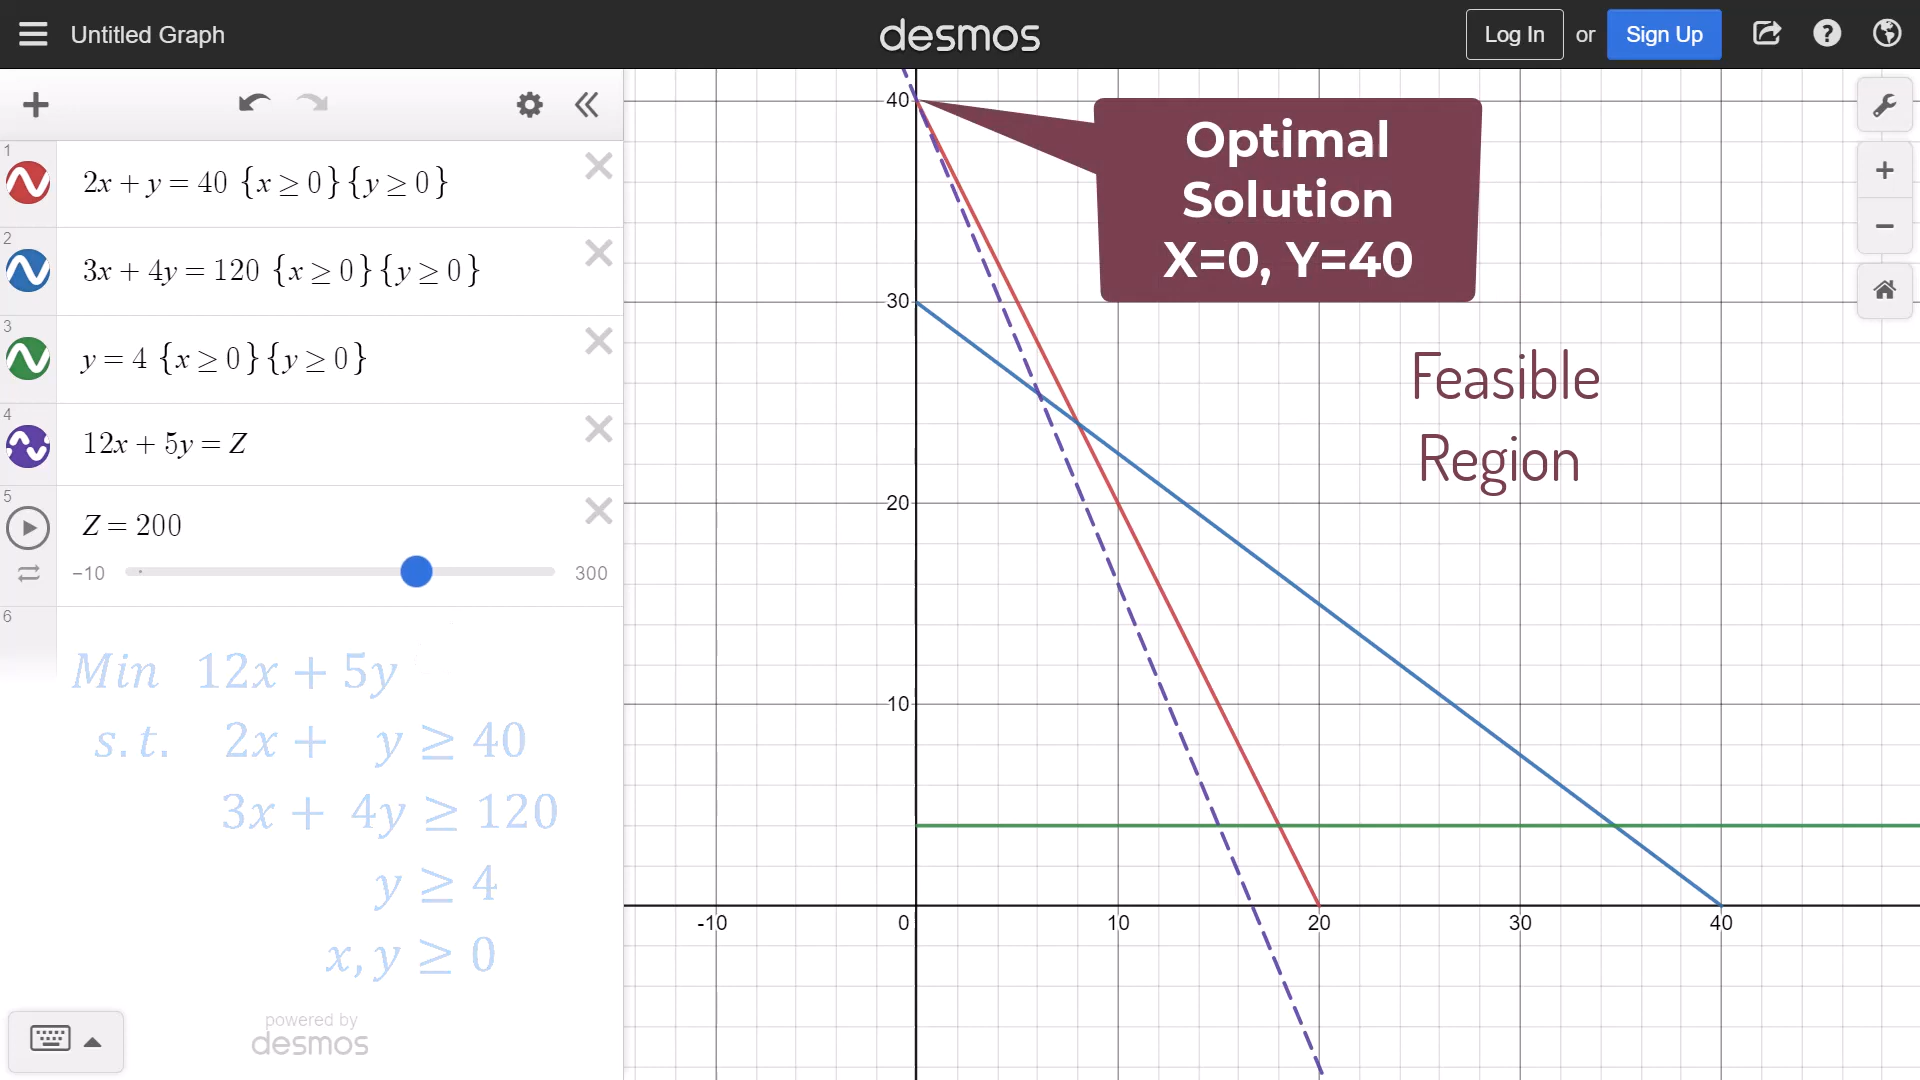 Untitled Graph
desmos
Log In or Sign Up
1
2x + y = 40 {x ≥ 0}{y ≥ 0}
2
3x + 4y = 120 {x ≥ 0}{y ≥ 0}
3
y = 4 {x ≥ 0}{y ≥ 0}
4
12x + 5y = Z
5
Z = 200
−10
300
6
Min 12x + 5y
s.t. 2x + y ≥ 40
3x + 4y ≥ 120
y ≥ 4
x, y ≥ 0
powered by
desmos
Optimal
Solution
X=0, Y=40
Feasible
Region
40
30
20
10
-10 0 10 20 30 40